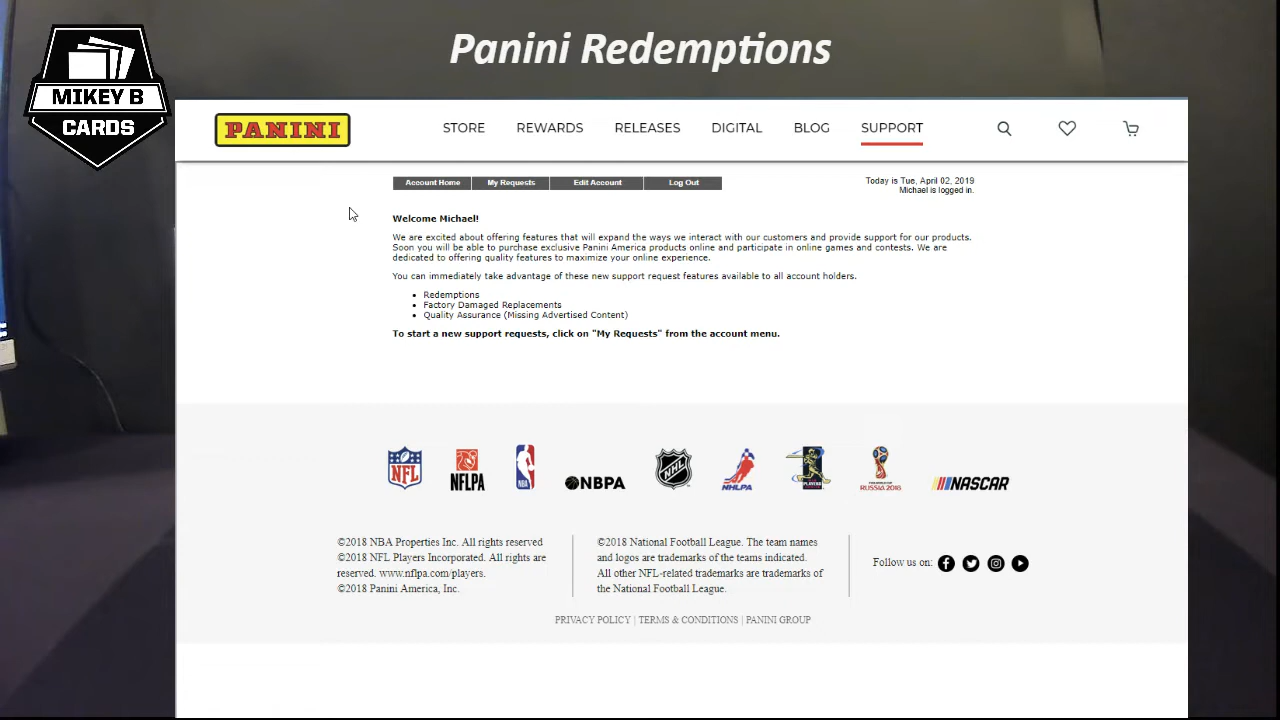 Panini Redemptions
MIKEY B
CARDS
PANINI
STORE REWARDS RELEASES DIGITAL BLOG SUPPORT
Account Home My Requests Edit Account Log Out
Today is Tue, April 02, 2019
Michael is logged in.
Welcome Michael!
We are excited about offering features that will expand the ways we interact with our customers and provide support for our products.
Soon you will be able to purchase exclusive Panini America products online and participate in online games and contests. We are
dedicated to offering quality features to maximize your online experience.
You can immediately take advantage of these new support request features available to all account holders.
• Redemptions
• Factory Damaged Replacements
• Quality Assurance (Missing Advertised Content)
To start a new support requests, click on "My Requests" from the account menu.
NFL
NFLPA
NBA
NBPA
NHL
NHLPA
PLAYERS
RUSSIA 2018
NASCAR
©2018 NBA Properties Inc. All rights reserved
©2018 NFL Players Incorporated. All rights are
reserved. www.nflpa.com/players.
©2018 Panini America, Inc.
©2018 National Football League. The team names
and logos are trademarks of the teams indicated.
All other NFL-related trademarks are trademarks of
the National Football League.
Follow us on:
PRIVACY POLICY | TERMS & CONDITIONS | PANINI GROUP